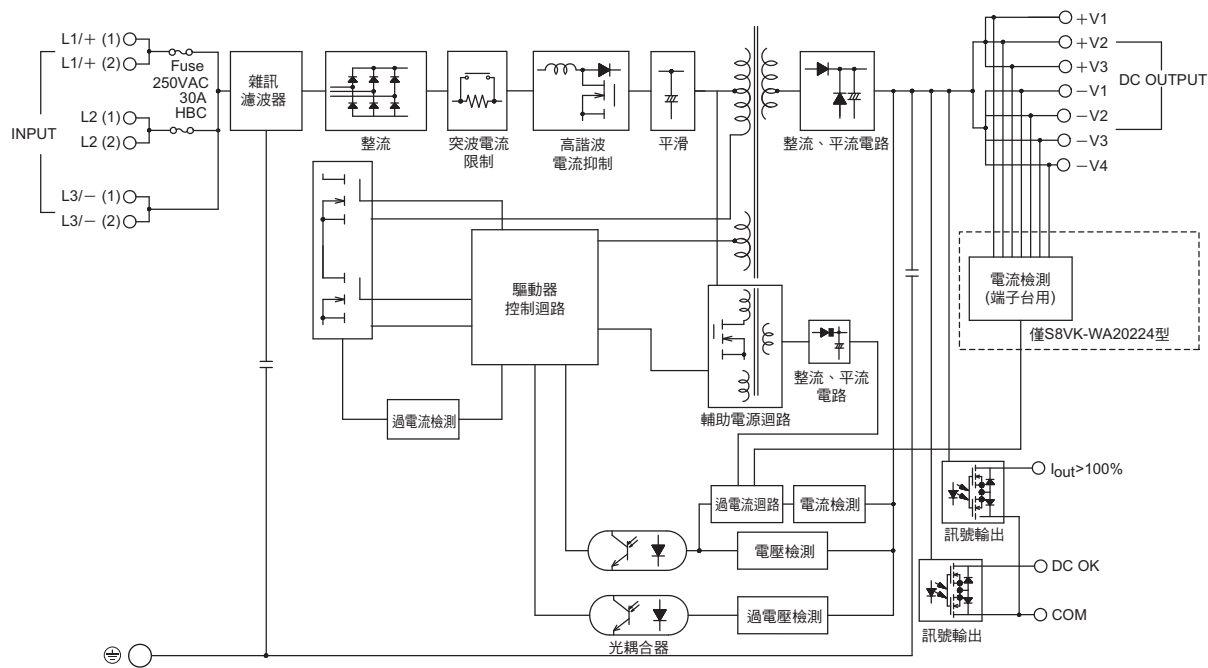 INPUT
L1/+ (1)
L1/+ (2)
L2 (1)
L2 (2)
L3/− (1)
L3/− (2)
Fuse
250VAC
30A
HBC
雜訊
濾波器
整流
突波電流
限制
高諧波
電流抑制
平滑
整流、平流電路
+V1
+V2
+V3
−V1
−V2
−V3
−V4
DC OUTPUT
電流檢測
(端子台用)
僅S8VK-WA20224型
驅動器
控制迴路
過電流檢測
輔助電源迴路
整流、平流
電路
過電流迴路
電流檢測
電壓檢測
過電壓檢測
光耦合器
Iout>100%
訊號輸出
DC OK
COM
訊號輸出